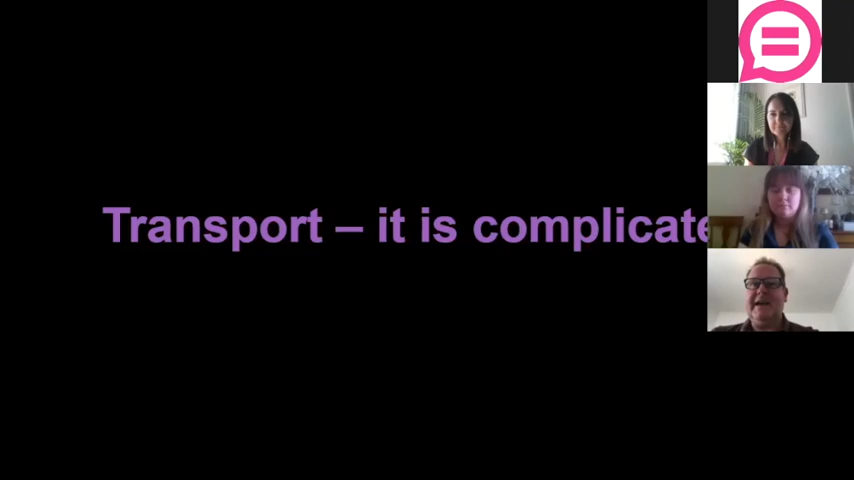 Transport – it is complicate